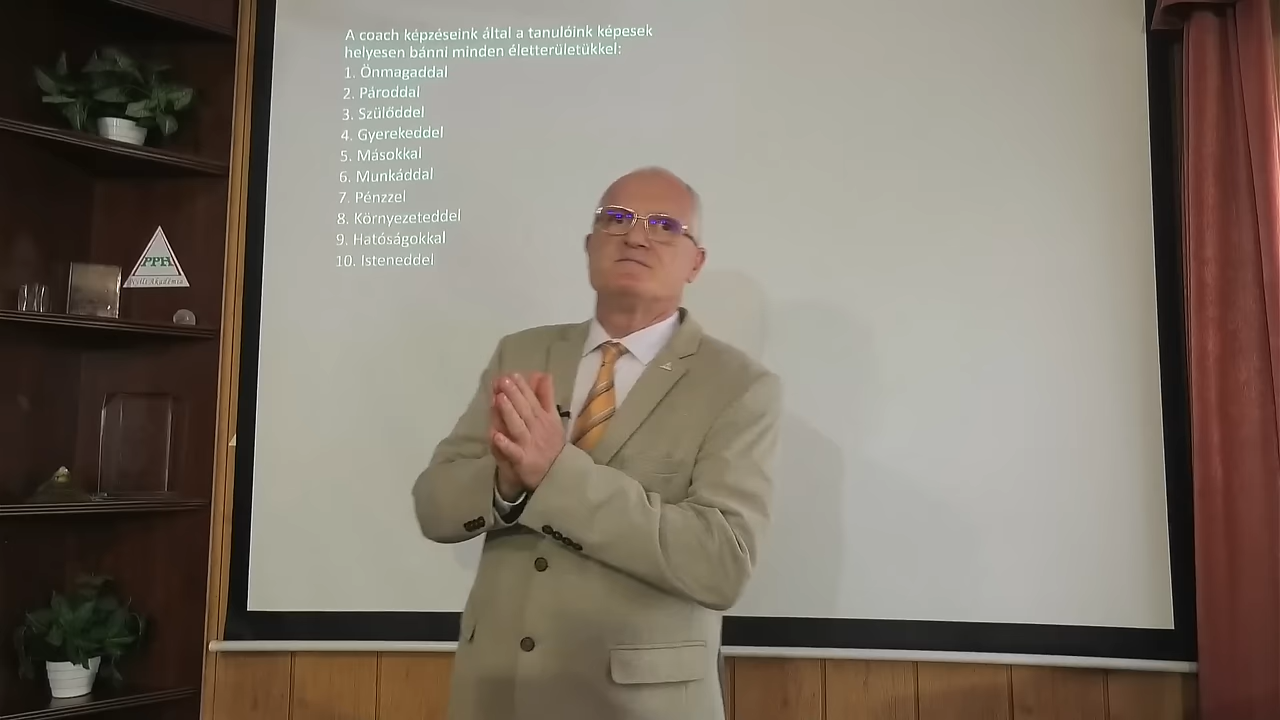 A coach képzéseink által a tanulóink képesek
helyesen bánni minden életterületükkel:
1. Önmagaddal
2. Pároddal
3. Szülőddel
4. Gyerekeddel
5. Másokkal
6. Munkáddal
7. Pénzzel
8. Környezeteddel
9. Hatóságokkal
10. Isteneddel
PPH